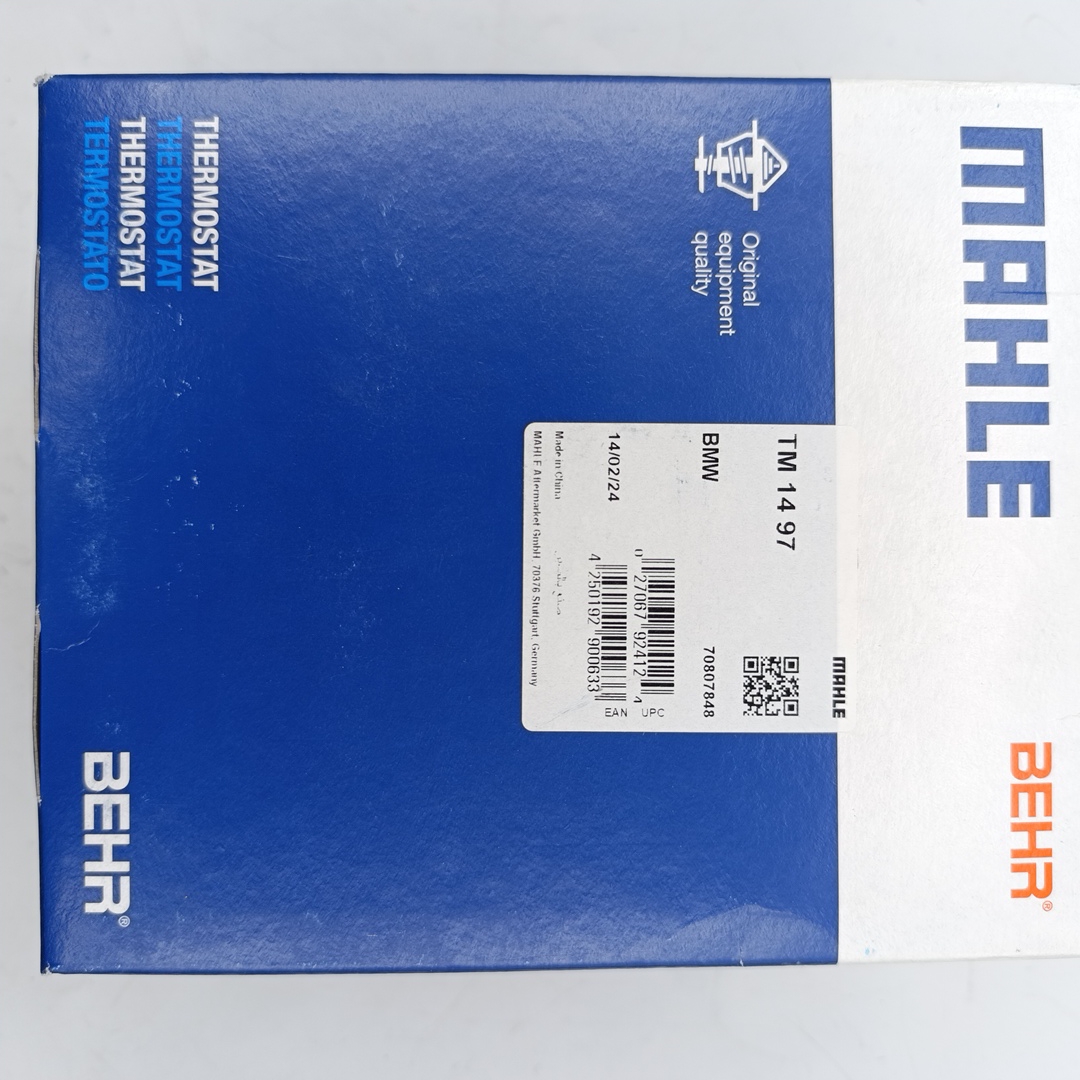 MAHLE
BEHR®
Original
equipment
quality
MAHLE
TM 14 97
BMW
70807848
14/02/24
0 27067 92412 4
UPC
4 250192 900633
EAN
Made in China
MAHLE Aftermarket GmbH, 70376 Stuttgart, Germany
THERMOSTAT
THERMOSTAT
THERMOSTAT
TERMOSTATO
BEHR®